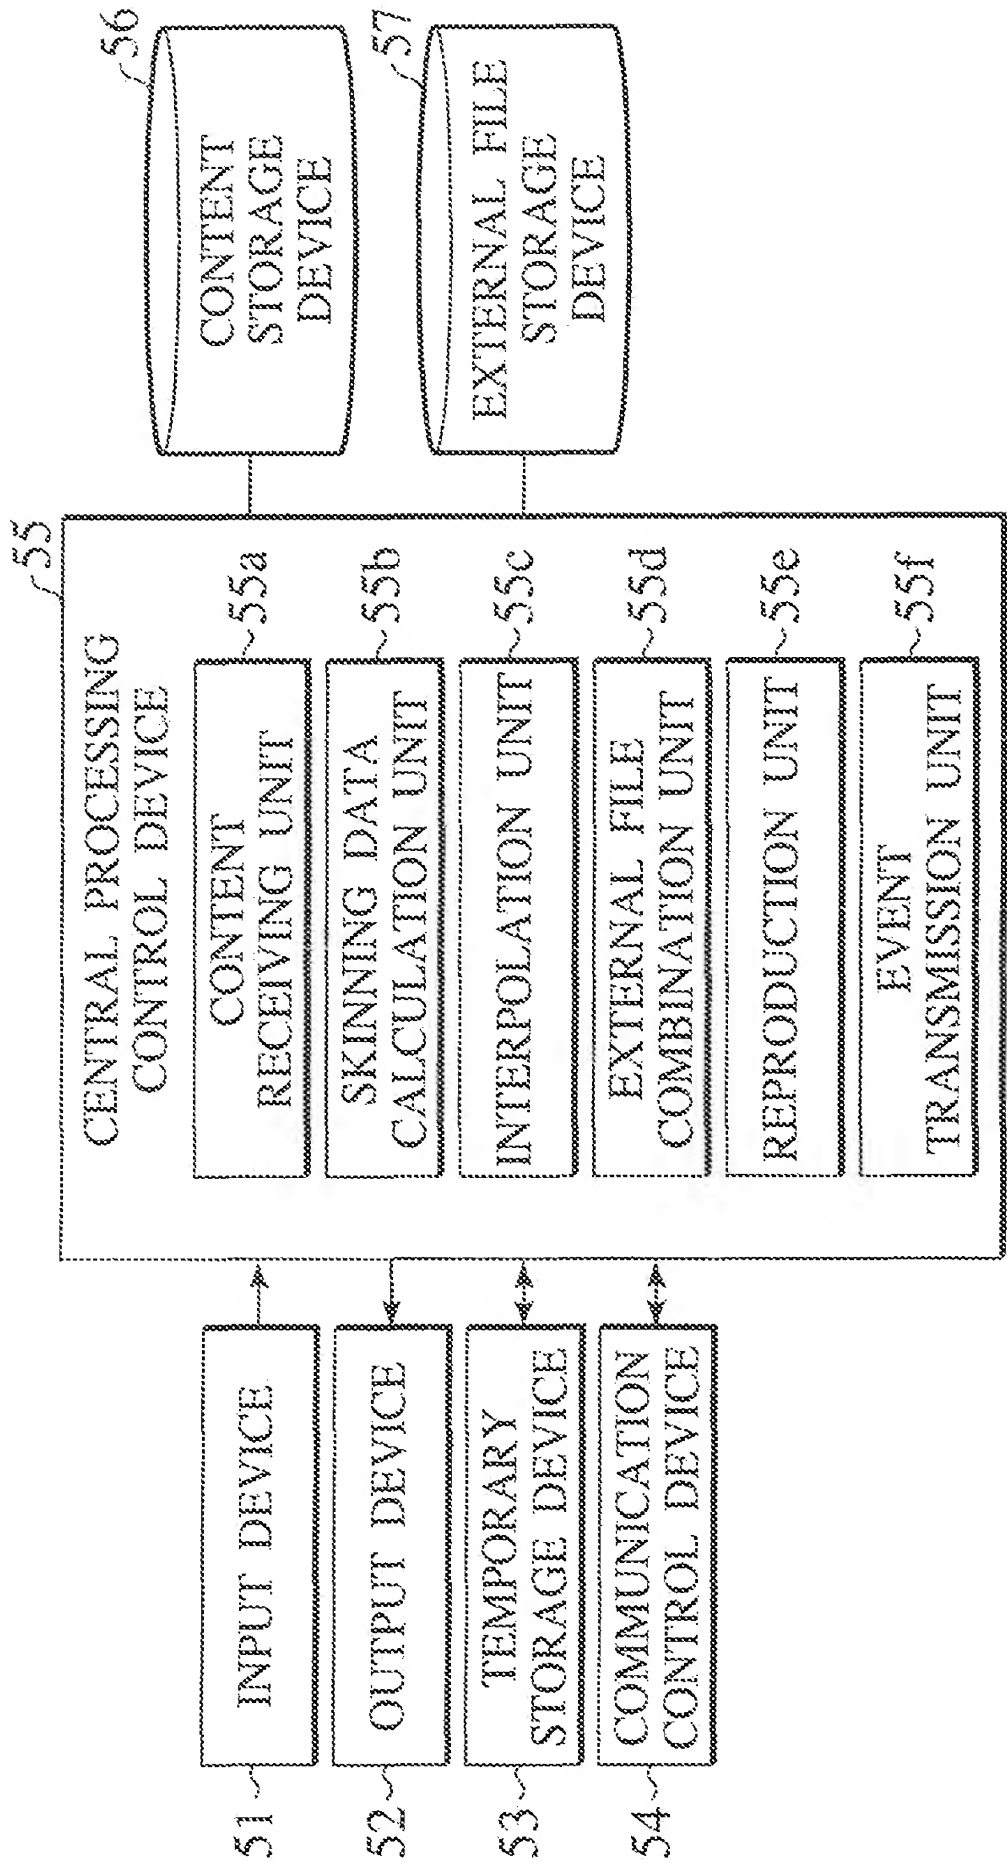 55
CENTRAL PROCESSING
CONTROL DEVICE
51
INPUT DEVICE
52
OUTPUT DEVICE
53
TEMPORARY
STORAGE DEVICE
54
COMMUNICATION
CONTROL DEVICE
CONTENT
RECEIVING UNIT
55a
SKINNING DATA
CALCULATION UNIT
55b
INTERPOLATION UNIT
55c
EXTERNAL FILE
COMBINATION UNIT
55d
REPRODUCTION UNIT
55e
EVENT
TRANSMISSION UNIT
55f
56
CONTENT
STORAGE
DEVICE
57
EXTERNAL FILE
STORAGE
DEVICE